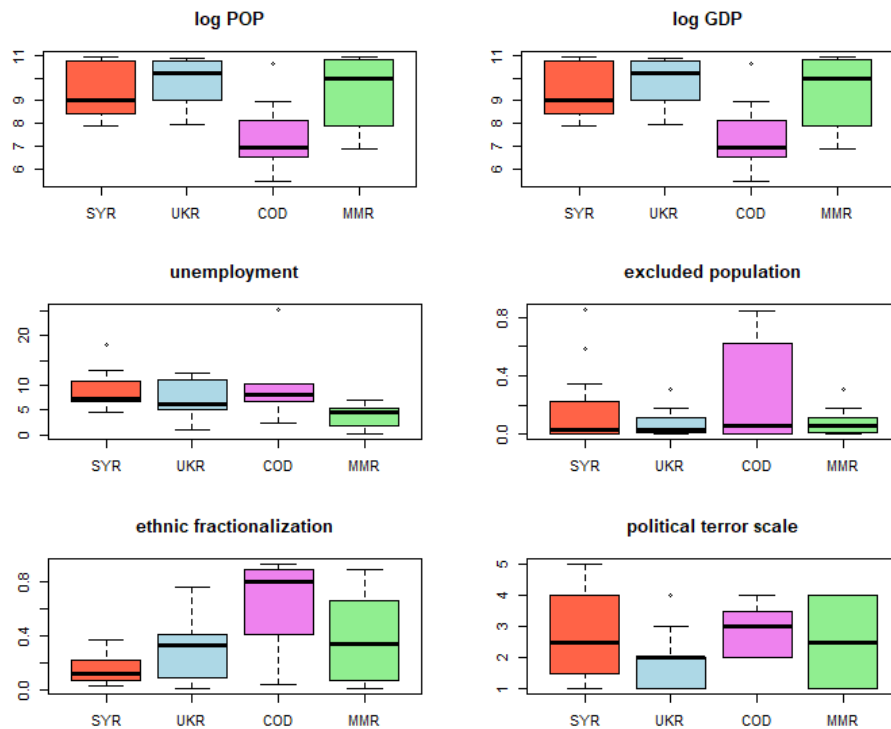 log POP
11
9
8
7
6
SYR UKR COD MMR
log GDP
11
9
8
7
6
SYR UKR COD MMR
unemployment
20
10
5
0
SYR UKR COD MMR
excluded population
0.8
0.4
0.0
SYR UKR COD MMR
ethnic fractionalization
0.8
0.4
0.0
SYR UKR COD MMR
political terror scale
5
4
3
2
1
SYR UKR COD MMR